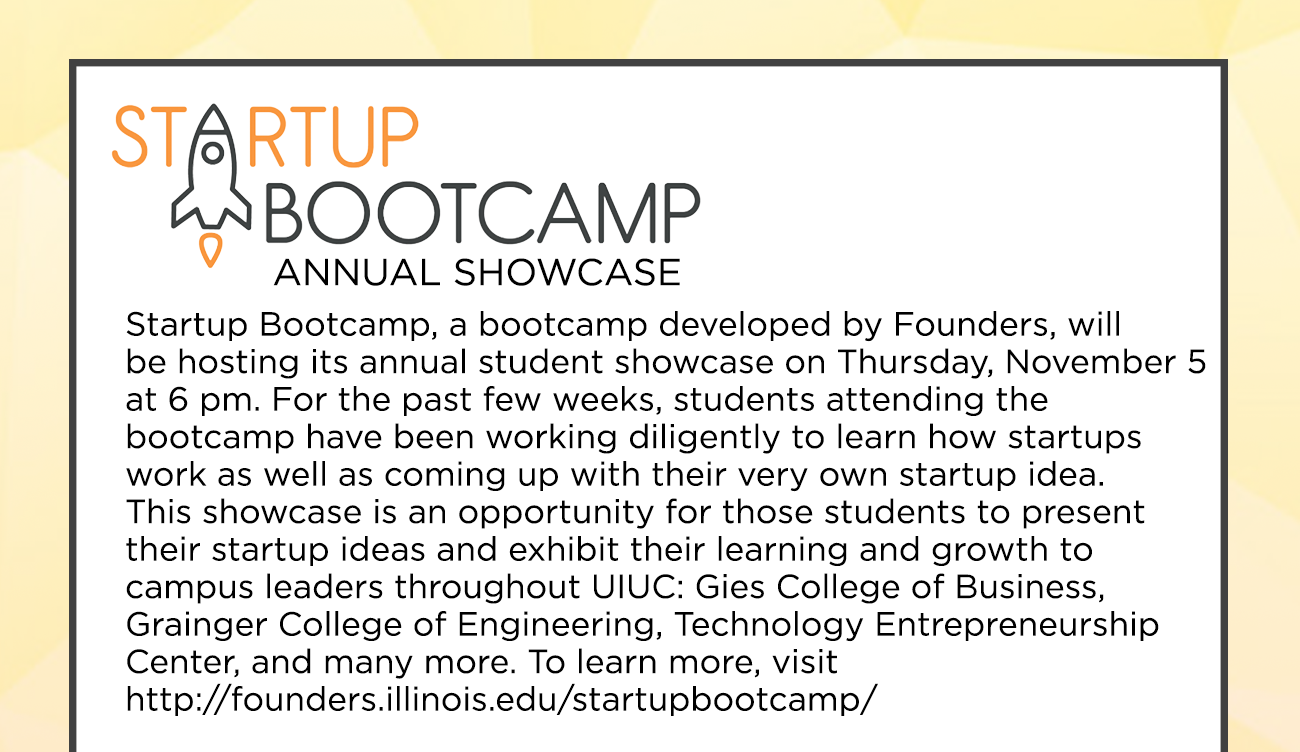 STARTUP
BOOTCAMP
ANNUAL SHOWCASE
Startup Bootcamp, a bootcamp developed by Founders, will
be hosting its annual student showcase on Thursday, November 5
at 6 pm. For the past few weeks, students attending the
bootcamp have been working diligently to learn how startups
work as well as coming up with their very own startup idea.
This showcase is an opportunity for those students to present
their startup ideas and exhibit their learning and growth to
campus leaders throughout UIUC: Gies College of Business,
Grainger College of Engineering, Technology Entrepreneurship
Center, and many more. To learn more, visit
http://founders.illinois.edu/startupbootcamp/